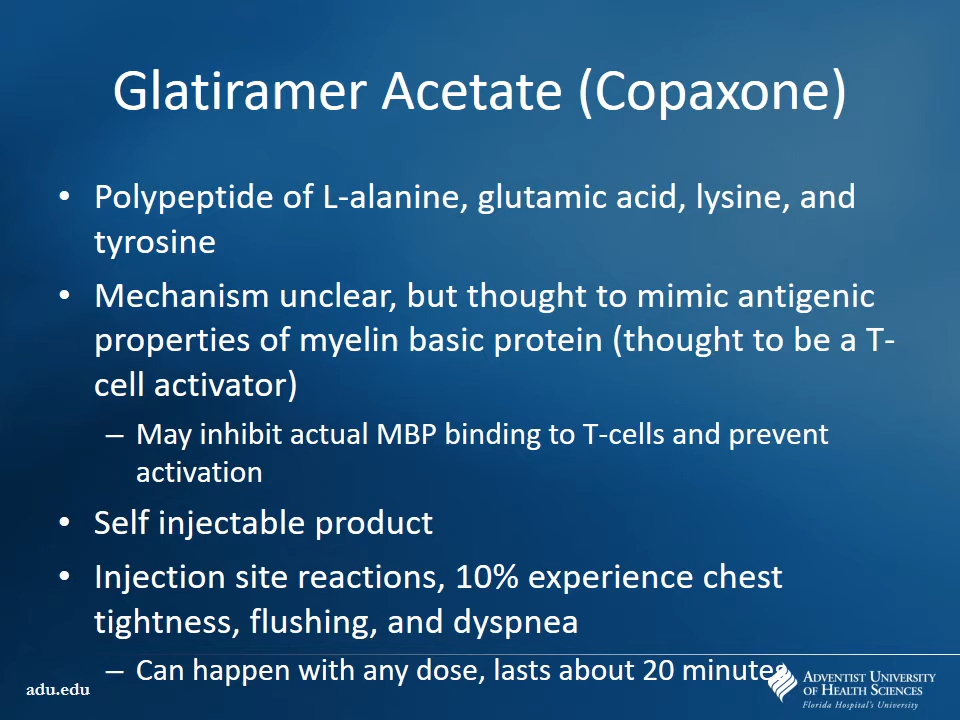 Glatiramer Acetate (Copaxone)
• Polypeptide of L-alanine, glutamic acid, lysine, and
tyrosine
• Mechanism unclear, but thought to mimic antigenic
properties of myelin basic protein (thought to be a T-
cell activator)
– May inhibit actual MBP binding to T-cells and prevent
activation
• Self injectable product
• Injection site reactions, 10% experience chest
tightness, flushing, and dyspnea
– Can happen with any dose, lasts about 20 minutes
adu.edu
ADVENTIST UNIVERSITY
OF HEALTH SCIENCES
Florida Hospital's University